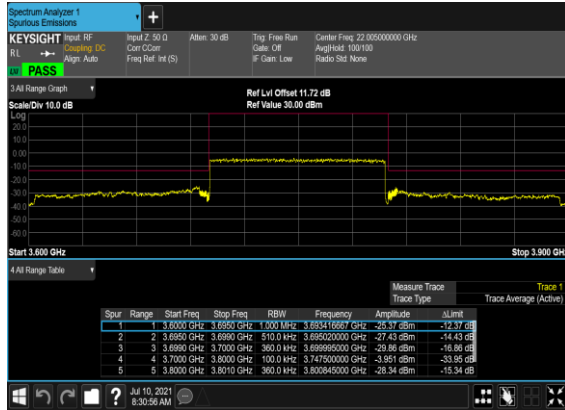 Spectrum Analyzer 1
Spurious Emissions
+
KEYSIGHT
R L
PASS
Input: RF
Coupling: DC
Align: Auto
Input Z: 50 Ω
Corr CCorr
Freq Ref: Int (S)
Atten: 30 dB
Trig: Free Run
Gate: Off
IF Gain: Low
Center Freq: 22.005000000 GHz
Avg|Hold: 100/100
Radio Std: None
3 All Range Graph
Scale/Div 10.0 dB
Ref Lvl Offset 11.72 dB
Ref Value 30.00 dBm
Log
20.0
10.0
0.00
-10.0
-20.0
-30.0
-40.0
-50.0
-60.0
Start 3.600 GHz
Stop 3.900 GH
4 All Range Table
Measure Trace Trace 1
Trace Type Trace Average (Active)
Spur Range Start Freq Stop Freq RBW Frequency Amplitude ΔLimit
1 1 3.6000 GHz 3.6950 GHz 1.000 MHz 3.693416667 GHz -25.37 dBm -12.37 dB
2 2 3.6950 GHz 3.6990 GHz 510.0 kHz 3.695020000 GHz -27.43 dBm -14.43 dB
3 3 3.6990 GHz 3.7000 GHz 360.0 kHz 3.699995000 GHz -29.86 dBm -16.86 dB
4 4 3.7000 GHz 3.8000 GHz 100.0 kHz 3.747500000 GHz -3.951 dBm -33.95 dB
5 5 3.8000 GHz 3.8010 GHz 360.0 kHz 3.800845000 GHz -28.34 dBm -15.34 dB
?
Jul 10, 2021
8:30:56 AM